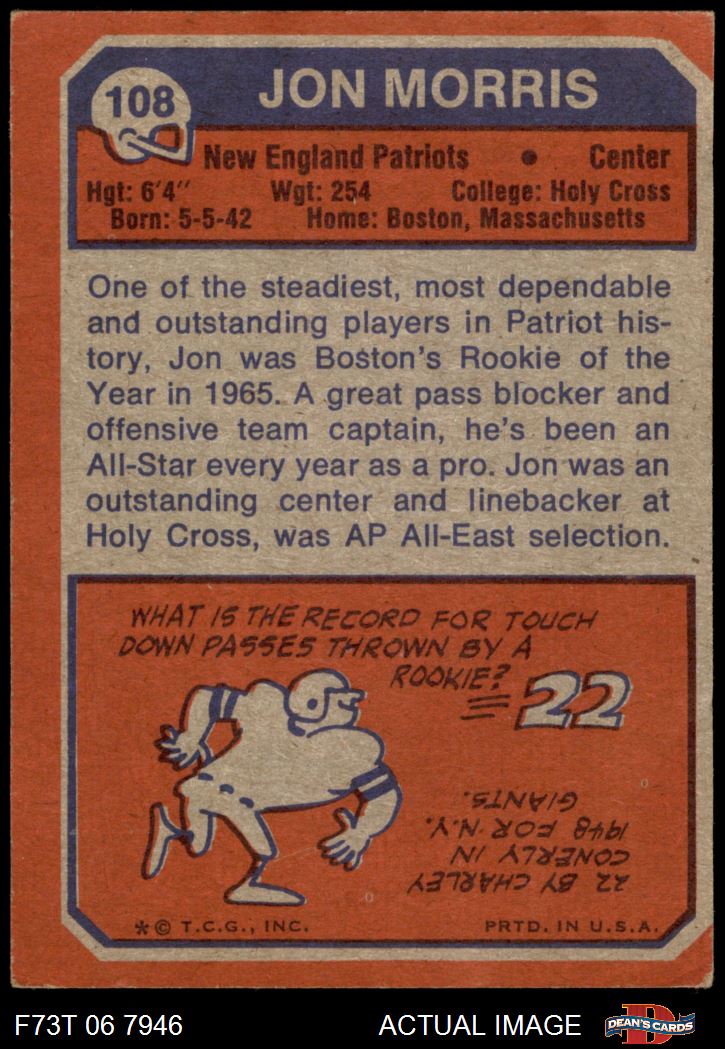 108
JON MORRIS
New England Patriots • Center
Hgt: 6'4" Wgt: 254 College: Holy Cross
Born: 5-5-42 Home: Boston, Massachusetts
One of the steadiest, most dependable
and outstanding players in Patriot his-
tory, Jon was Boston's Rookie of the
Year in 1965. A great pass blocker and
offensive team captain, he's been an
All-Star every year as a pro. Jon was an
outstanding center and linebacker at
Holy Cross, was AP All-East selection.
WHAT IS THE RECORD FOR TOUCH
DOWN PASSES THROWN BY A
ROOKIE?
22
22 BY CHARLEY
CONERLY IN
1948 FOR N.Y.
GIANTS.
*© T.C.G., INC. PRTD. IN U.S.A.
F73T 06 7946 ACTUAL IMAGE
D
DEAN'S CARDS